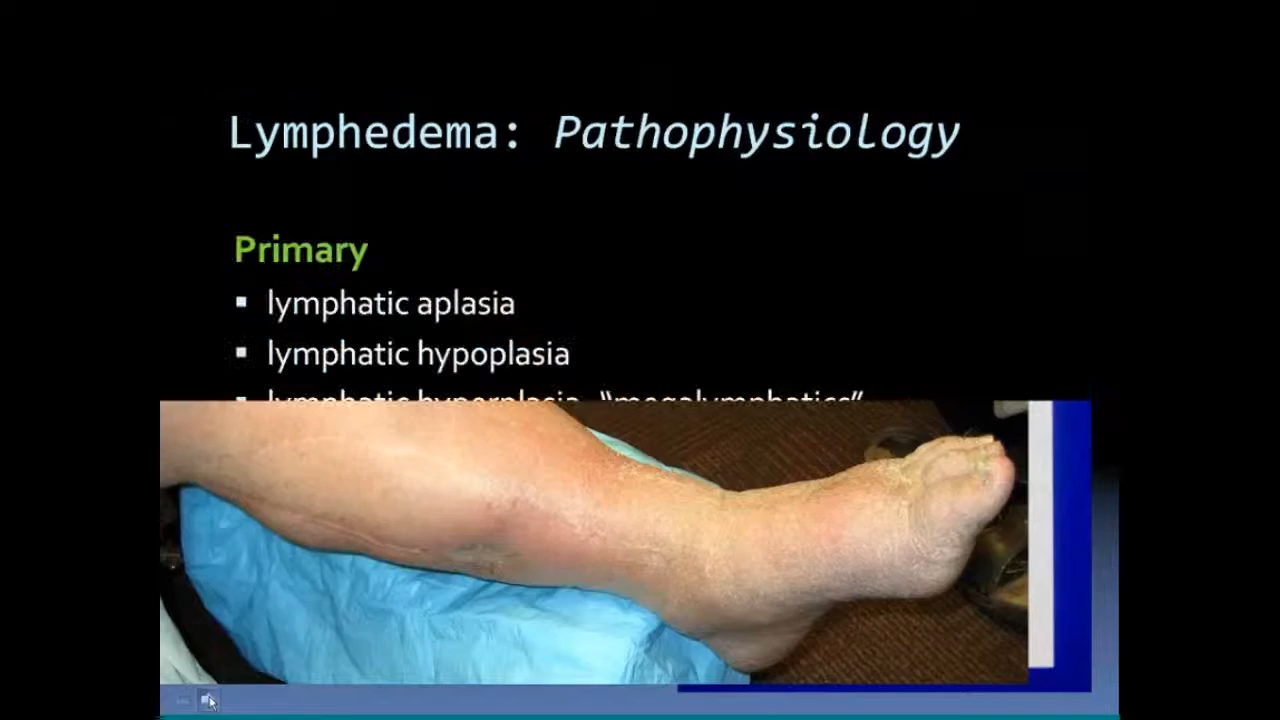 Lymphedema: Pathophysiology
Primary
lymphatic aplasia
lymphatic hypoplasia
lymphatic hyperplasia "megalymphatics"